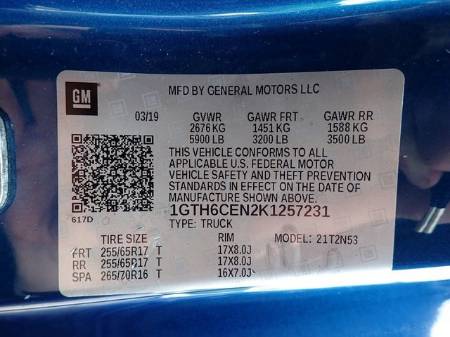 GM
MFD BY GENERAL MOTORS LLC
03/19 GVWR GAWR FRT GAWR RR
2676 KG 1451 KG 1588 KG
5900 LB 3200 LB 3500 LB
THIS VEHICLE CONFORMS TO ALL
APPLICABLE U.S. FEDERAL MOTOR
VEHICLE SAFETY AND THEFT PREVENTION
STANDARDS IN EFFECT ON THE DATE OF
MANUFACTURE SHOWN ABOVE.
617D 1GTH6CEN2K1257231
TYPE: TRUCK
TIRE SIZE RIM MODEL: 21T2N53
FRT 255/65R17 T 17X8.0J
RR 255/65R17 T 17X8.0J
SPA 265/70R16 T 16X7.0J